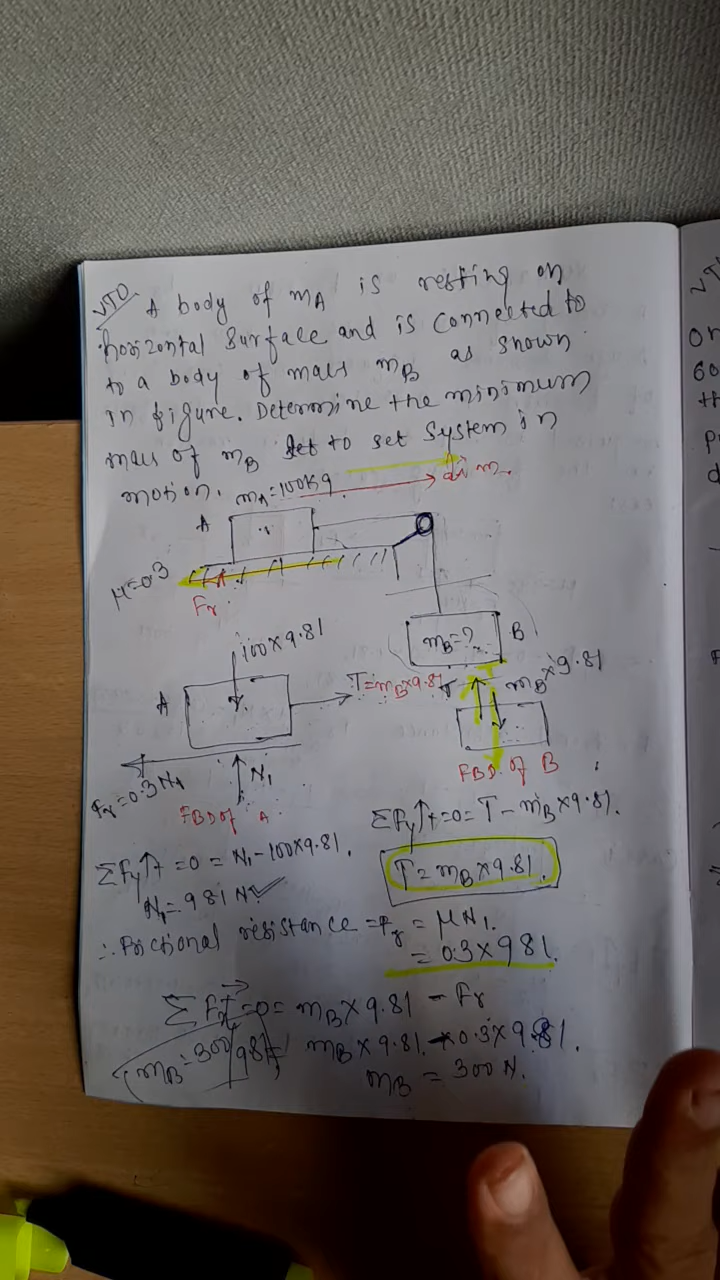 VTU A body of mA is resting on
horizontal surface and is connected to
to a body of mass mB as shown
in figure. Determine the minimum
mass of mB to set system in
motion. mA=100kg
A
μ=0.3
Fr
mB=? B
100×9.81
A
T=mB×9.81
T
mB×9.81
Fr=0.3N1
N1
FBD of A
FBD of B
ΣFy↑+=0=T-mB×9.81.
ΣFy↑+=0=N1-100×9.81.
T=mB×9.81.
N1=981 N✓
∴ Frictional resistance=Fr=μN1.
=0.3×981.
ΣFx=0=mB×9.81-Fr
mB=300/981= mB×9.81-0.3×981.
mB=300N.